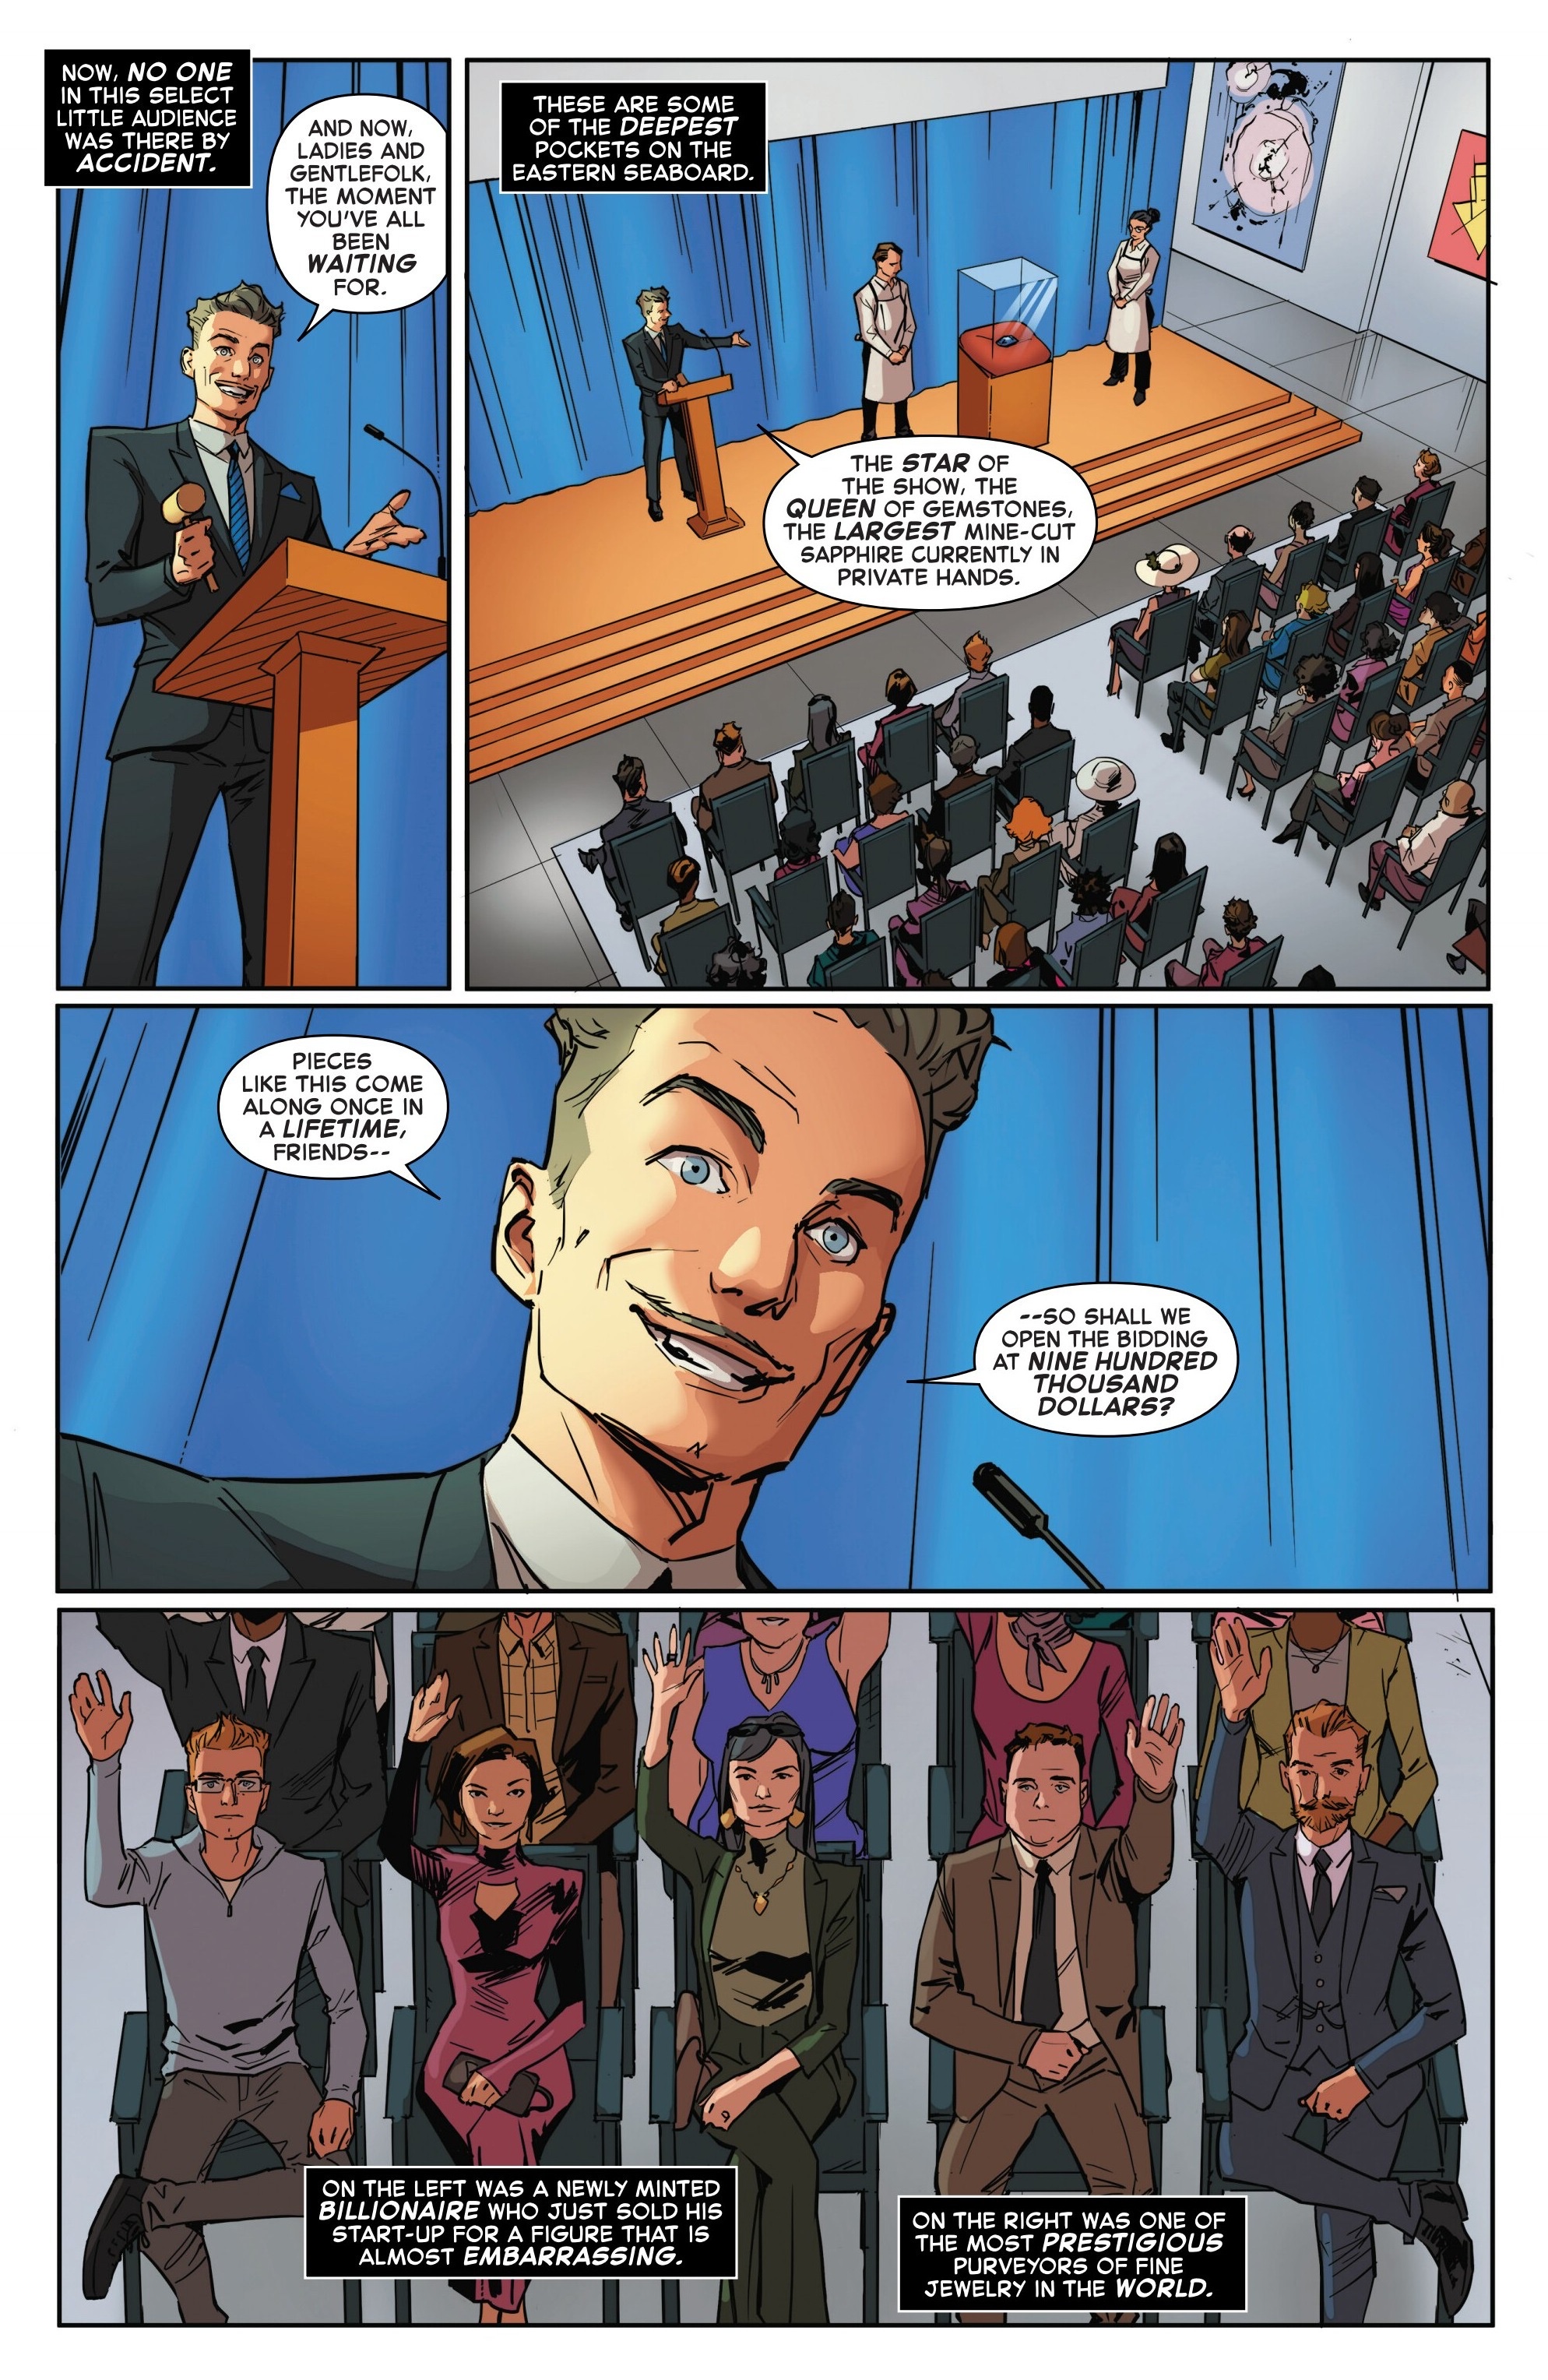 NOW, NO ONE
IN THIS SELECT
LITTLE AUDIENCE
WAS THERE BY
ACCIDENT.
AND NOW,
LADIES AND
GENTLEFOLK,
THE MOMENT
YOU'VE ALL
BEEN
WAITING
FOR.
THESE ARE SOME
OF THE DEEPEST
POCKETS ON THE
EASTERN SEABOARD.
THE STAR OF
THE SHOW, THE
QUEEN OF GEMSTONES,
THE LARGEST MINE-CUT
SAPPHIRE CURRENTLY IN
PRIVATE HANDS.
PIECES
LIKE THIS COME
ALONG ONCE IN
A LIFETIME,
FRIENDS--
--SO SHALL WE
OPEN THE BIDDING
AT NINE HUNDRED
THOUSAND
DOLLARS?
ON THE LEFT WAS A NEWLY MINTED
BILLIONAIRE WHO JUST SOLD HIS
START-UP FOR A FIGURE THAT IS
ALMOST EMBARRASSING.
ON THE RIGHT WAS ONE OF
THE MOST PRESTIGIOUS
PURVEYORS OF FINE
JEWELRY IN THE WORLD.